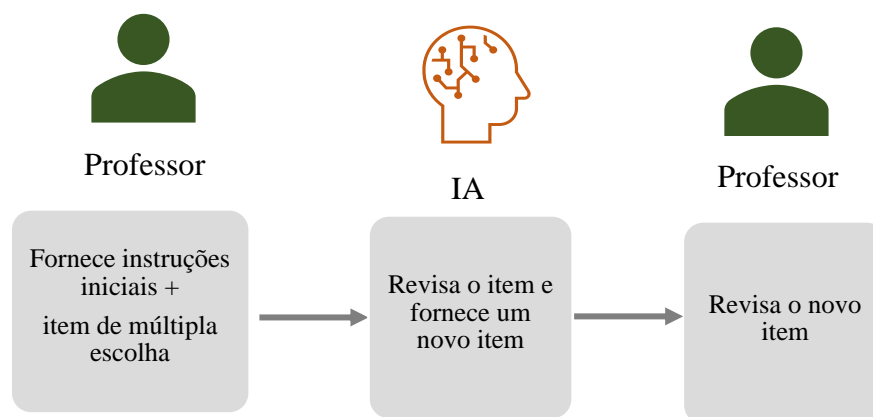 Professor
IA
Professor
Fornece instruções
iniciais +
item de múltipla
escolha
Revisa o item e
fornece um
novo item
Revisa o novo
item